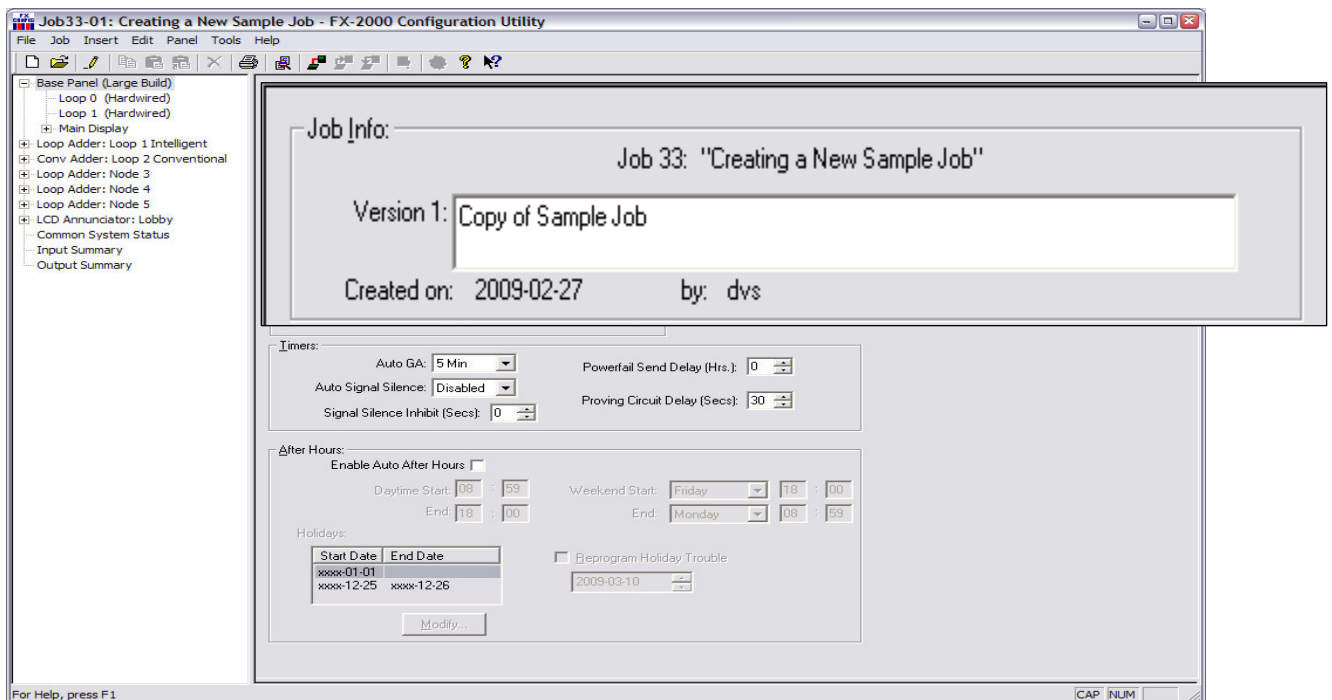 FX CONFIG
Job33-01: Creating a New Sample Job - FX-2000 Configuration Utility
File Job Insert Edit Panel Tools Help
Base Panel (Large Build)
Loop 0 (Hardwired)
Loop 1 (Hardwired)
Main Display
Loop Adder: Loop 1 Intelligent
Conv Adder: Loop 2 Conventional
Loop Adder: Node 3
Loop Adder: Node 4
Loop Adder: Node 5
LCD Annunciator: Lobby
Common System Status
Input Summary
Output Summary
Job Info:
Job 33: "Creating a New Sample Job"
Version 1: Copy of Sample Job
Created on: 2009-02-27 by: dvs
Timers:
Auto GA: 5 Min Powerfail Send Delay (Hrs.): 0
Auto Signal Silence: Disabled Proving Circuit Delay (Secs): 30
Signal Silence Inhibit (Secs): 0
After Hours:
Enable Auto After Hours
Daytime Start: 08 : 59 Weekend Start: Friday 18 : 00
End: 18 : 00 End: Monday 08 : 59
Holidays:
Start Date End Date
xxxx-01-01
xxxx-12-25 xxxx-12-26
Reprogram Holiday Trouble
2009-03-10
Modify...
For Help, press F1
CAP NUM